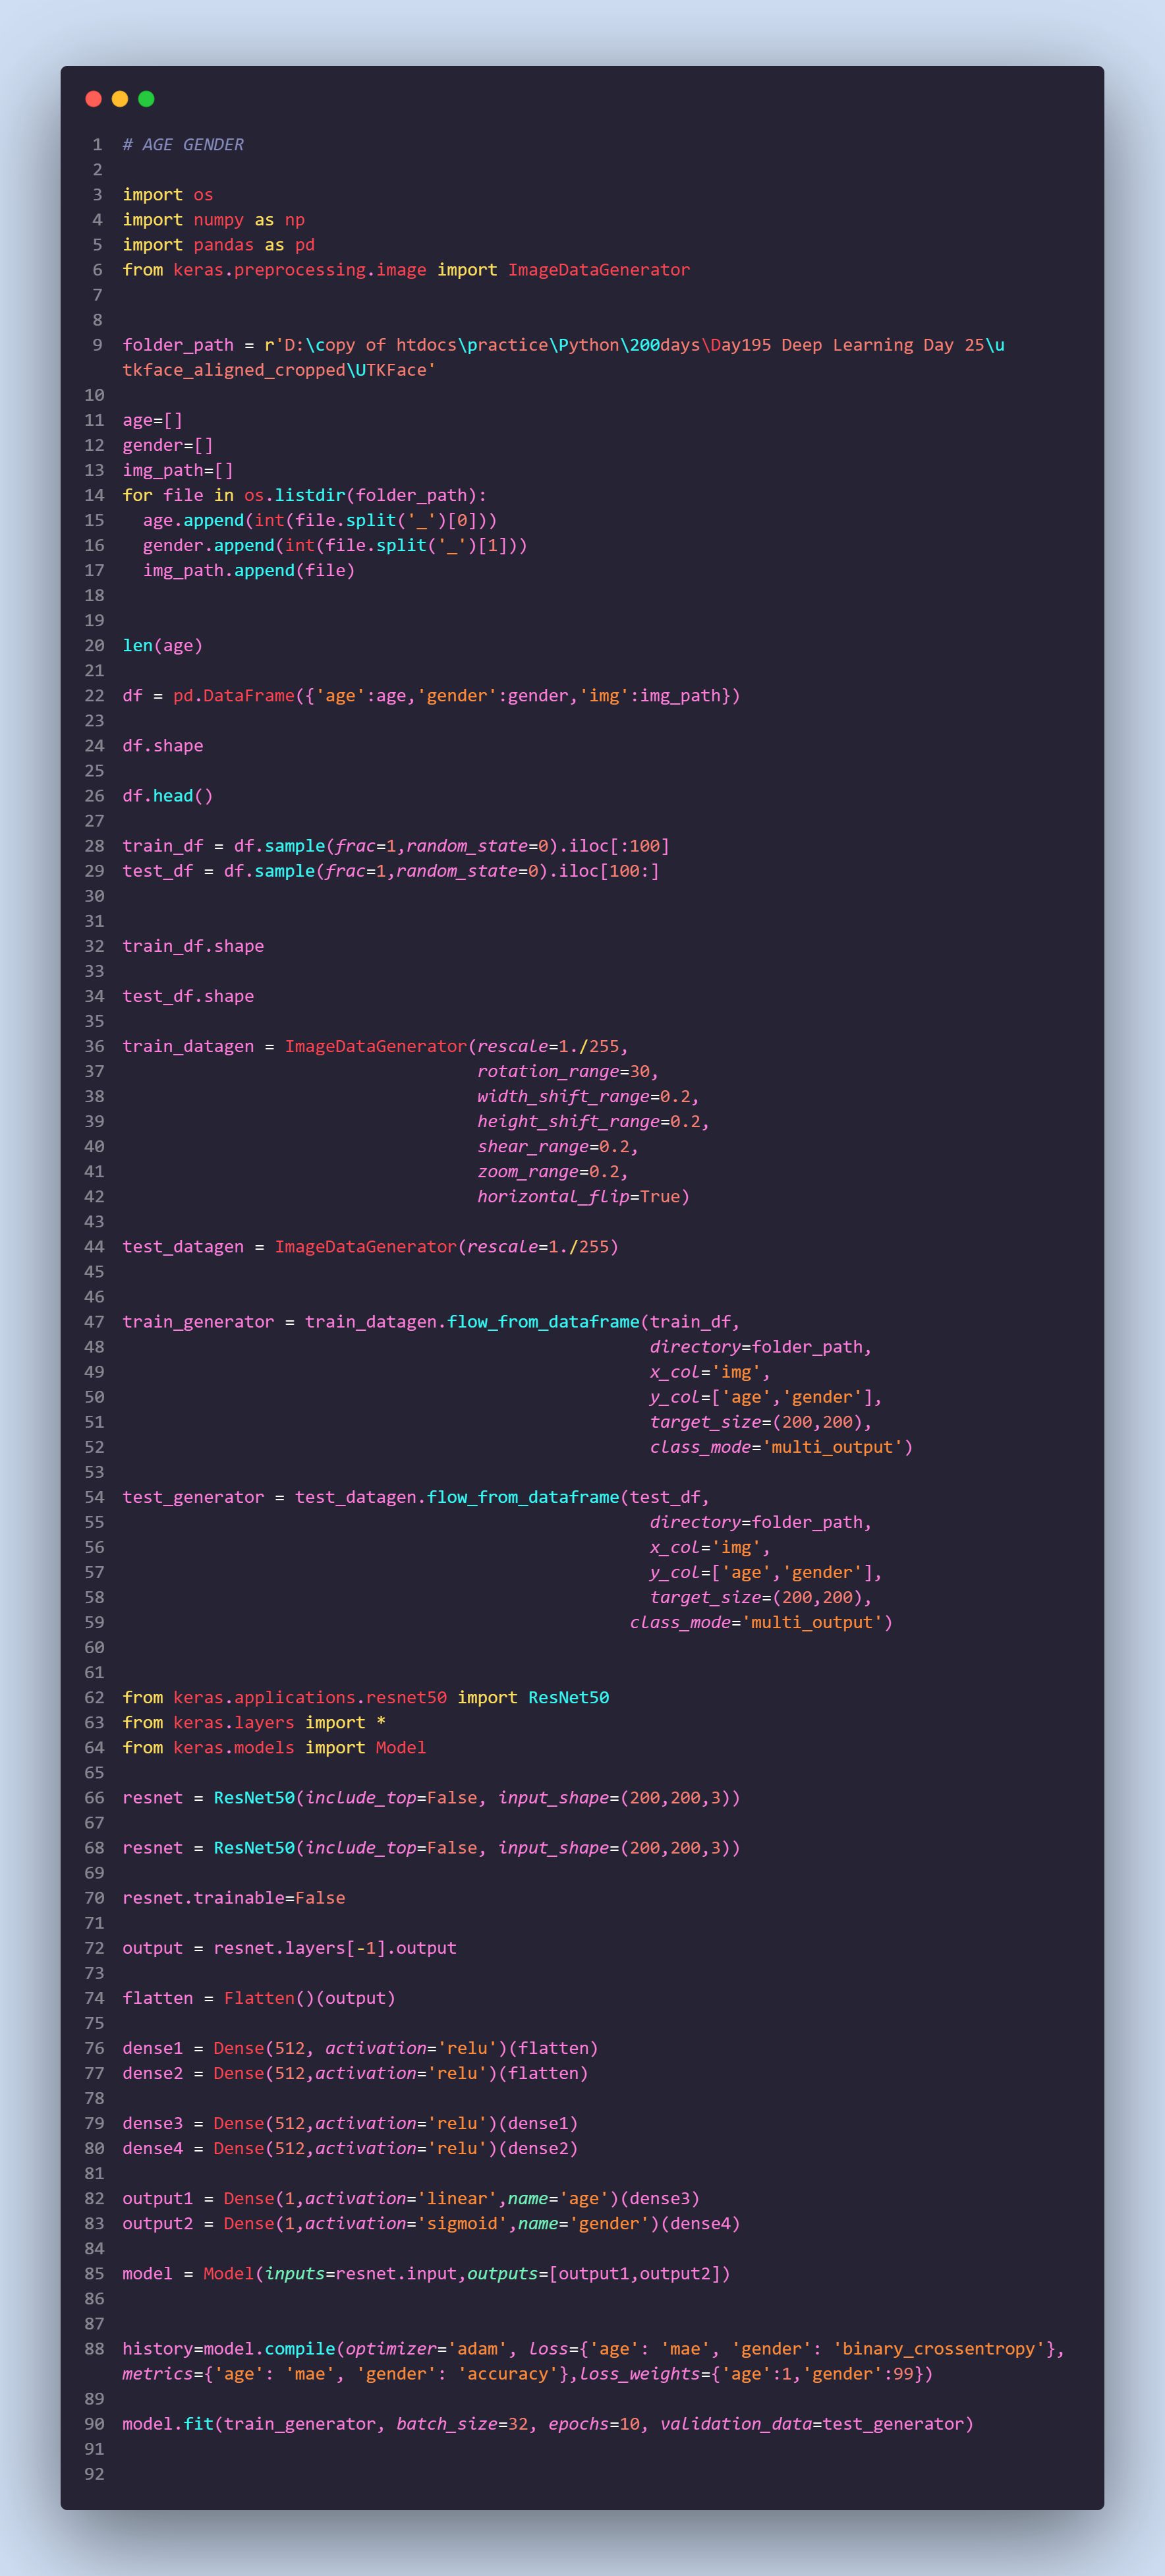 1 # AGE GENDER
2
3 import os
4 import numpy as np
5 import pandas as pd
6 from keras.preprocessing.image import ImageDataGenerator
7
8
9 folder_path = r'D:\copy of htdocs\practice\Python\200days\Day195 Deep Learning Day 25\u
tkface_aligned_cropped\UTKFace'
10
11 age=[]
12 gender=[]
13 img_path=[]
14 for file in os.listdir(folder_path):
15   age.append(int(file.split('_')[0]))
16   gender.append(int(file.split('_')[1]))
17   img_path.append(file)
18
19
20 len(age)
21
22 df = pd.DataFrame({'age':age,'gender':gender,'img':img_path})
23
24 df.shape
25
26 df.head()
27
28 train_df = df.sample(frac=1,random_state=0).iloc[:100]
29 test_df = df.sample(frac=1,random_state=0).iloc[100:]
30
31
32 train_df.shape
33
34 test_df.shape
35
36 train_datagen = ImageDataGenerator(rescale=1./255,
37                                    rotation_range=30,
38                                    width_shift_range=0.2,
39                                    height_shift_range=0.2,
40                                    shear_range=0.2,
41                                    zoom_range=0.2,
42                                    horizontal_flip=True)
43
44 test_datagen = ImageDataGenerator(rescale=1./255)
45
46
47 train_generator = train_datagen.flow_from_dataframe(train_df,
48                                                     directory=folder_path,
49                                                     x_col='img',
50                                                     y_col=['age','gender'],
51                                                     target_size=(200,200),
52                                                     class_mode='multi_output')
53
54 test_generator = test_datagen.flow_from_dataframe(test_df,
55                                                     directory=folder_path,
56                                                     x_col='img',
57                                                     y_col=['age','gender'],
58                                                     target_size=(200,200),
59                                                   class_mode='multi_output')
60
61
62 from keras.applications.resnet50 import ResNet50
63 from keras.layers import *
64 from keras.models import Model
65
66 resnet = ResNet50(include_top=False, input_shape=(200,200,3))
67
68 resnet = ResNet50(include_top=False, input_shape=(200,200,3))
69
70 resnet.trainable=False
71
72 output = resnet.layers[-1].output
73
74 flatten = Flatten()(output)
75
76 dense1 = Dense(512, activation='relu')(flatten)
77 dense2 = Dense(512,activation='relu')(flatten)
78
79 dense3 = Dense(512,activation='relu')(dense1)
80 dense4 = Dense(512,activation='relu')(dense2)
81
82 output1 = Dense(1,activation='linear',name='age')(dense3)
83 output2 = Dense(1,activation='sigmoid',name='gender')(dense4)
84
85 model = Model(inputs=resnet.input,outputs=[output1,output2])
86
87
88 history=model.compile(optimizer='adam', loss={'age': 'mae', 'gender': 'binary_crossentropy'},
metrics={'age': 'mae', 'gender': 'accuracy'},loss_weights={'age':1,'gender':99})
89
90 model.fit(train_generator, batch_size=32, epochs=10, validation_data=test_generator)
91
92